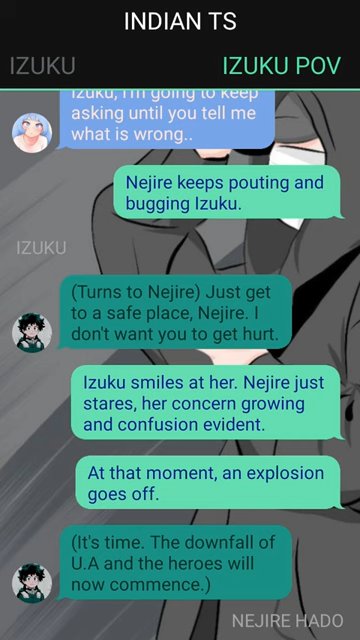 INDIAN TS
IZUKU
IZUKU POV
Izuku, I'm going to keep
asking until you tell me
what is wrong..
Nejire keeps pouting and
bugging Izuku.
IZUKU
(Turns to Nejire) Just get
to a safe place, Nejire. I
don't want you to get hurt.
Izuku smiles at her. Nejire just
stares, her concern growing
and confusion evident.
At that moment, an explosion
goes off.
(It's time. The downfall of
U.A and the heroes will
now commence.)
NEJIRE HADO